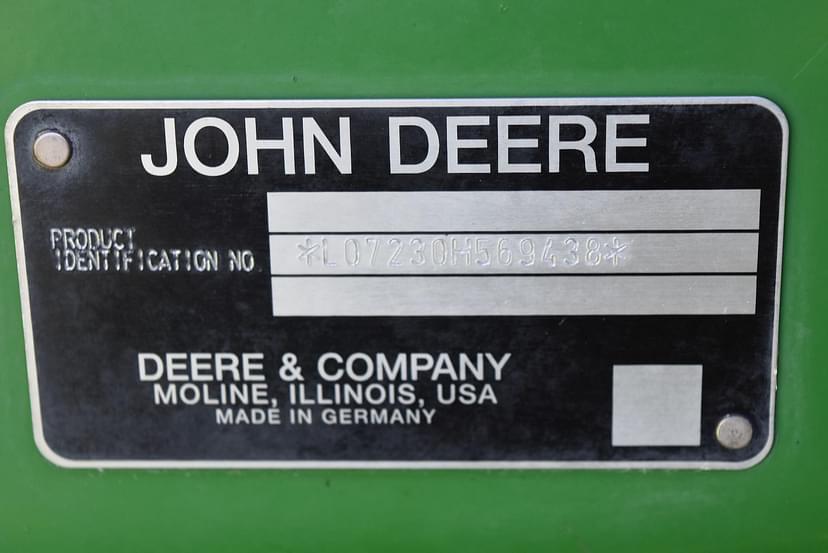 JOHN DEERE
PRODUCT
IDENTIFICATION NO
*L07230H569438*
DEERE & COMPANY
MOLINE, ILLINOIS, USA
MADE IN GERMANY